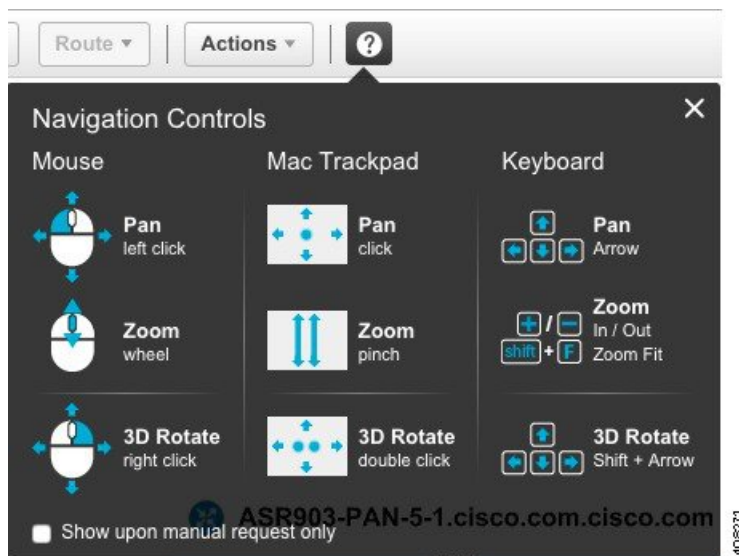 Route
Actions
?
Navigation Controls
Mouse
Mac Trackpad
Keyboard
Pan
left click
Pan
click
Pan
Arrow
Zoom
wheel
Zoom
pinch
+ / −
shift + F
Zoom
In / Out
Zoom Fit
3D Rotate
right click
3D Rotate
double click
3D Rotate
Shift + Arrow
ASR903-PAN-5-1.cisco.com.cisco.com
Show upon manual request only